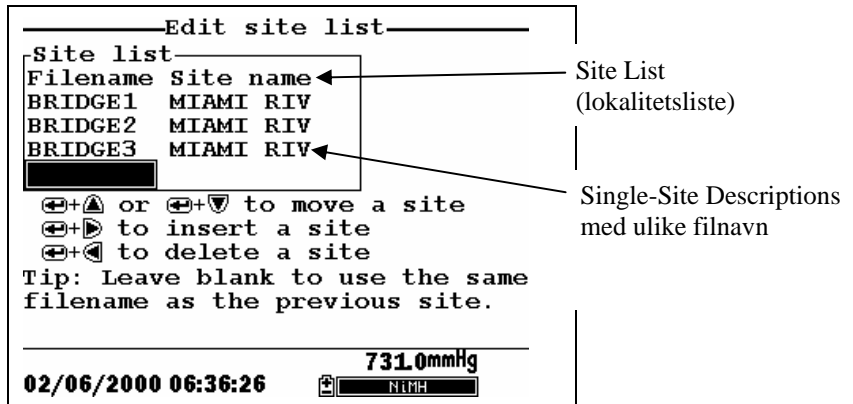 Edit site list
Site list
Filename Site name
BRIDGE1 MIAMI RIV
BRIDGE2 MIAMI RIV
BRIDGE3 MIAMI RIV
+ or + to move a site
+ to insert a site
+ to delete a site
Tip: Leave blank to use the same
filename as the previous site.
731.0mmHg
02/06/2000 06:36:26
NiMH
Site List
(lokalitetsliste)
Single-Site Descriptions
med ulike filnavn